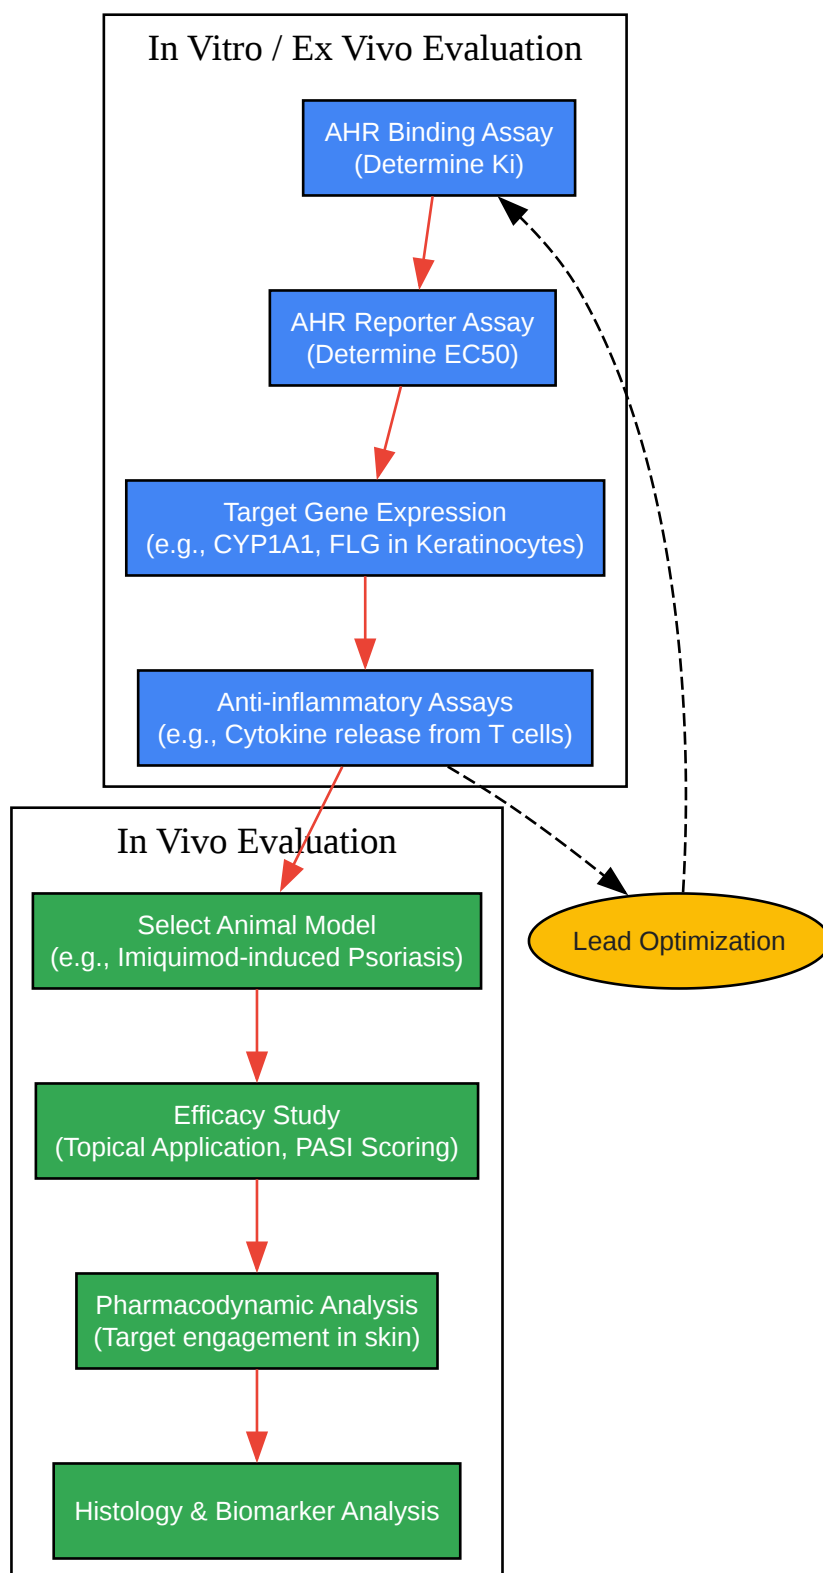 In Vitro / Ex Vivo Evaluation
AHR Binding Assay
(Determine Ki)
AHR Reporter Assay
(Determine EC50)
Target Gene Expression
(e.g., CYP1A1, FLG in Keratinocytes)
Anti-inflammatory Assays
(e.g., Cytokine release from T cells)
In Vivo Evaluation
Select Animal Model
(e.g., Imiquimod-induced Psoriasis)
Lead Optimization
Efficacy Study
(Topical Application, PASI Scoring)
Pharmacodynamic Analysis
(Target engagement in skin)
Histology & Biomarker Analysis